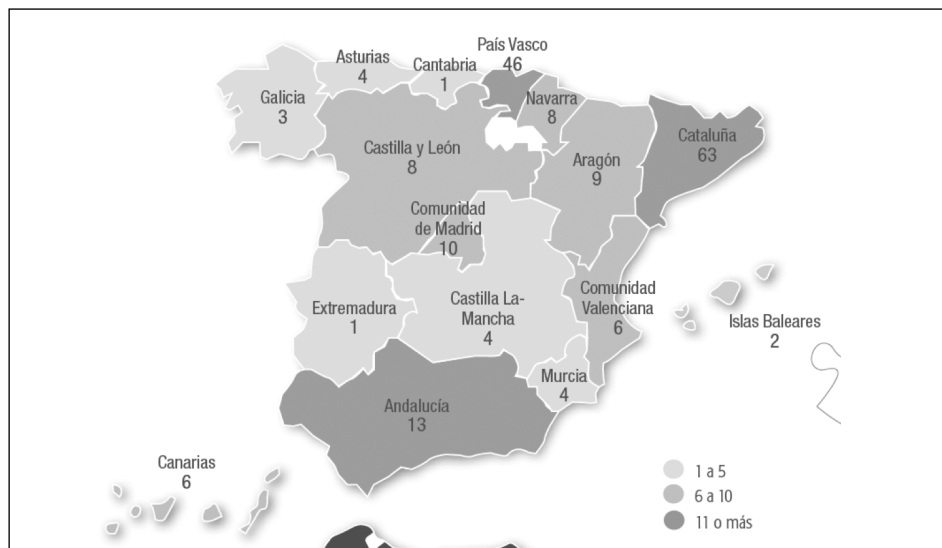 País Vasco
46
Asturias
4
Cantabria
1
Navarra
8
Galicia
3
Cataluña
63
Castilla y León
8
Aragón
9
Comunidad
de Madrid
10
Comunidad
Valenciana
6
Extremadura
1
Castilla La-
Mancha
4
Islas Baleares
2
Murcia
4
Andalucía
13
Canarias
6
1 a 5
6 a 10
11 o más